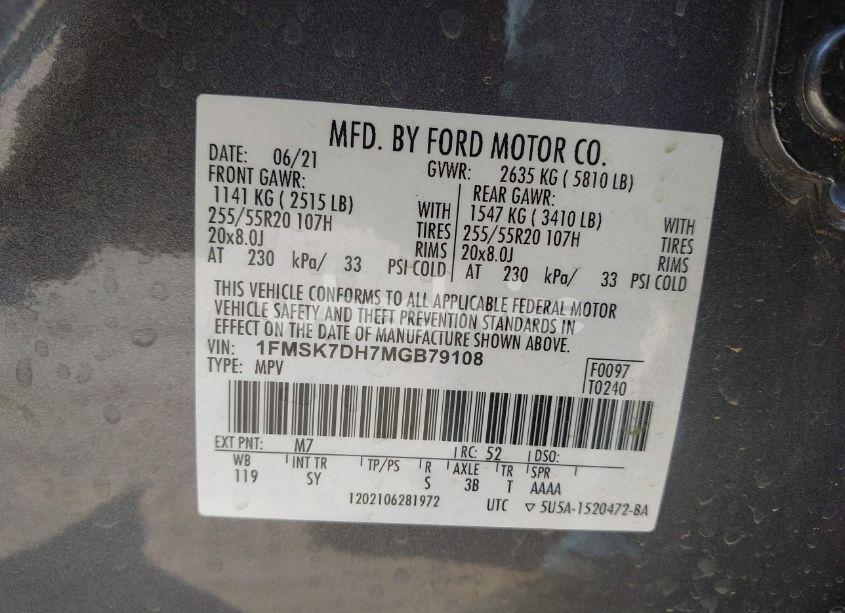 MFD. BY FORD MOTOR CO.
DATE: 06/21 GVWR: 2635 KG ( 5810 LB)
FRONT GAWR: REAR GAWR:
1141 KG ( 2515 LB) WITH 1547 KG ( 3410 LB) WITH
255/55R20 107H TIRES 255/55R20 107H TIRES
20x8.0J RIMS 20x8.0J RIMS
AT 230 kPa/ 33 PSI COLD AT 230 kPa/ 33 PSI COLD
THIS VEHICLE CONFORMS TO ALL APPLICABLE FEDERAL MOTOR
VEHICLE SAFETY AND THEFT PREVENTION STANDARDS IN
EFFECT ON THE DATE OF MANUFACTURE SHOWN ABOVE.
VIN: 1FMSK7DH7MGB79108
TYPE: MPV
F0097
T0240
EXT PNT: M7 RC: 52 DSO:
WB INT TR TP/PS R AXLE TR SPR
119 SY S 3B T AAAA
1202106281972 UTC ▽ 5U5A-1520472-BA